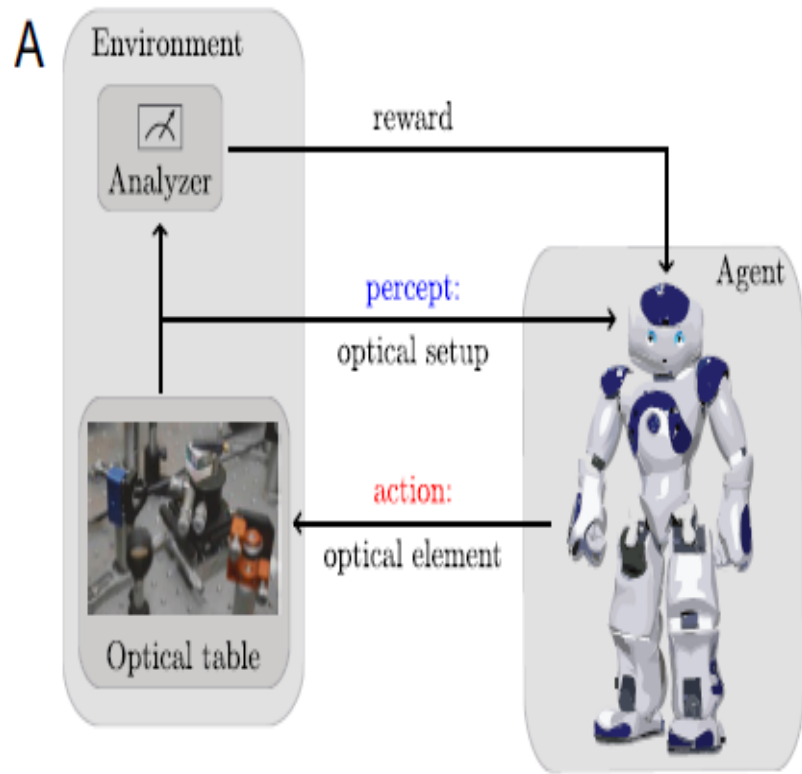 A
Environment
Analyzer
reward
Agent
percept:
optical setup
action:
optical element
Optical table